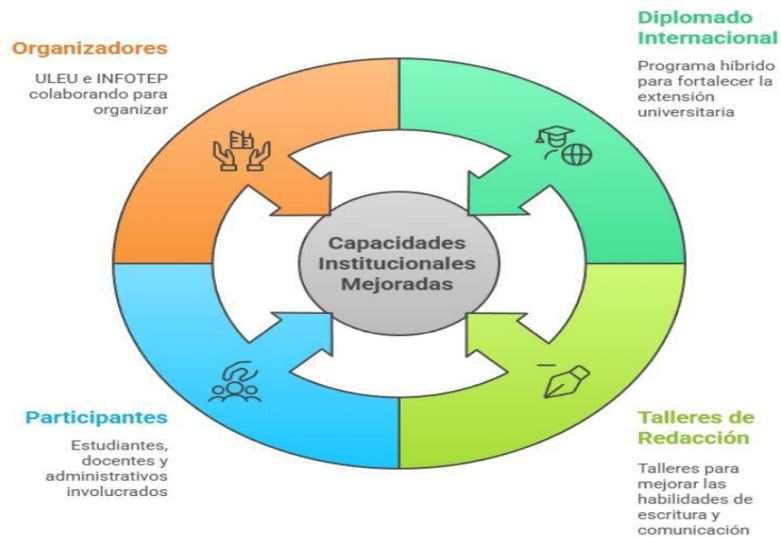 Organizadores
ULEU e INFOTEP
colaborando para
organizar
Diplomado
Internacional
Programa híbrido
para fortalecer la
extensión
universitaria
Capacidades
Institucionales
Mejoradas
Participantes
Estudiantes,
docentes y
administrativos
involucrados
Talleres de
Redacción
Talleres para
mejorar las
habilidades de
escritura y
comunicación